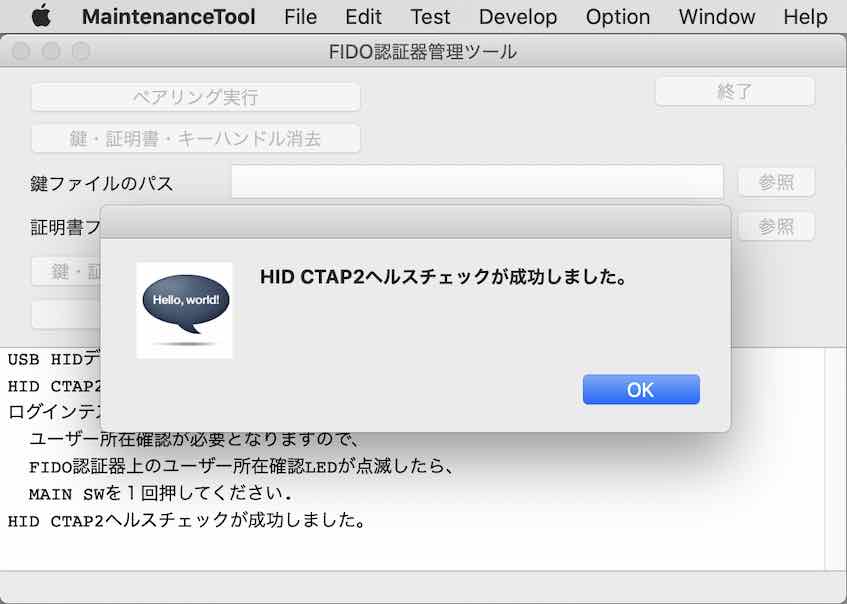 MaintenanceTool File Edit Test Develop Option Window Help
FIDO認証器管理ツール
ペアリング実行
終了
鍵・証明書・キーハンドル消去
鍵ファイルのパス
参照
証明書フ
参照
鍵・証
HID CTAP2ヘルスチェックが成功しました。
Hello, world!
OK
USB HIDデ
HID CTAP2
ログインテス
ユーザー所在確認が必要となりますので、
FIDO認証器上のユーザー所在確認LEDが点滅したら、
MAIN SWを１回押してください.
HID CTAP2ヘルスチェックが成功しました。